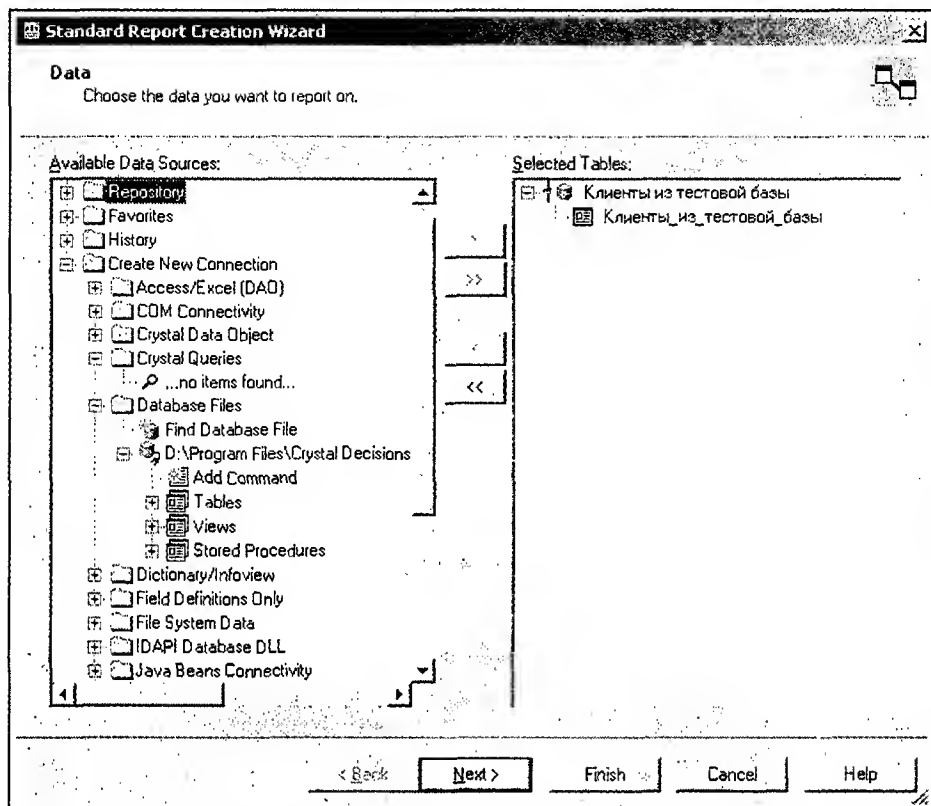 Standard Report Creation Wizard
Data
Choose the data you want to report on.
Available Data Sources:
Selected Tables:
Repository
Favorites
History
Create New Connection
Access/Excel (DAO)
COM Connectivity
Crystal Data Object
Crystal Queries
...no items found...
Database Files
Find Database File
D:\Program Files\Crystal Decisions
Add Command
Tables
Views
Stored Procedures
Dictionary/Infoview
Field Definitions Only
File System Data
IDAPI Database DLL
Java Beans Connectivity
>
>>
<
<<
Клиенты из тестовой базы
Клиенты_из_тестовой_базы
< Back
Next >
Finish
Cancel
Help